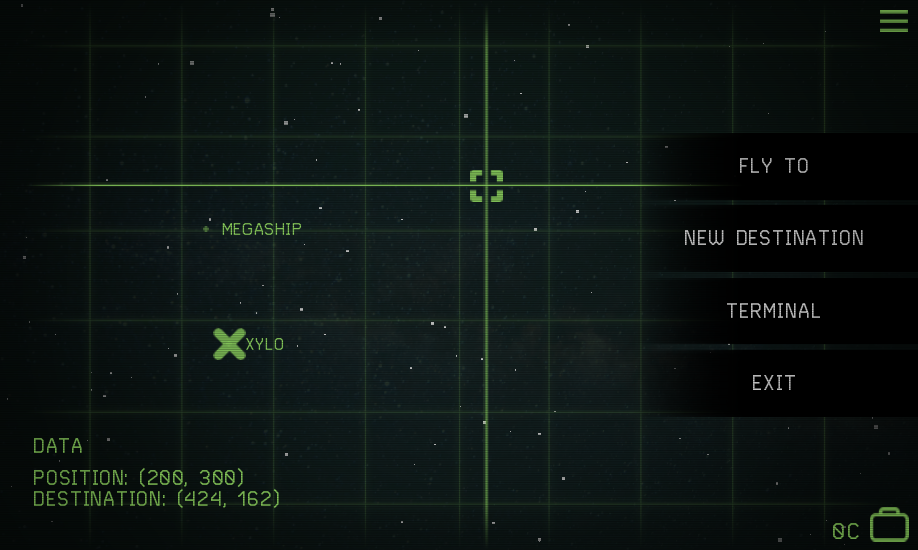 FLY TO
MEGASHIP
NEW DESTINATION
TERMINAL
XYLO
EXIT
DATA
POSITION: (200, 300)
DESTINATION: (424, 162)
0C